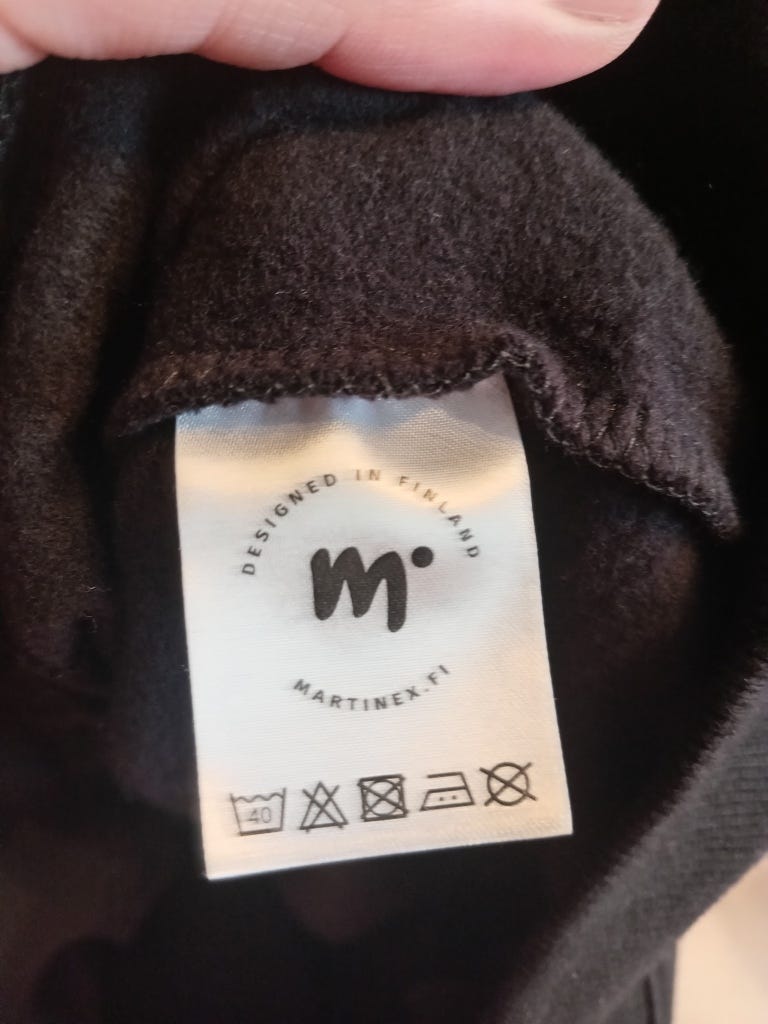 DESIGNED IN FINLAND
m
MARTINEX.FI
40